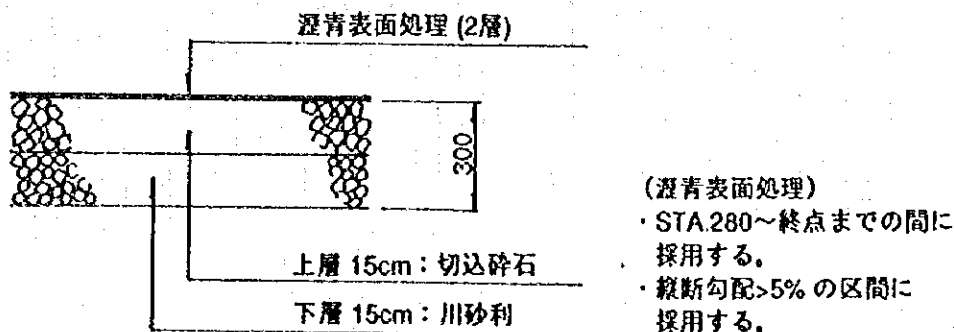 瀝青表面処理 (2層)
300
上層 15cm：切込砕石
下層 15cm：川砂利
(瀝青表面処理)
・STA.280～終点までの間に
採用する。
・縦断勾配>5% の区間に
採用する。